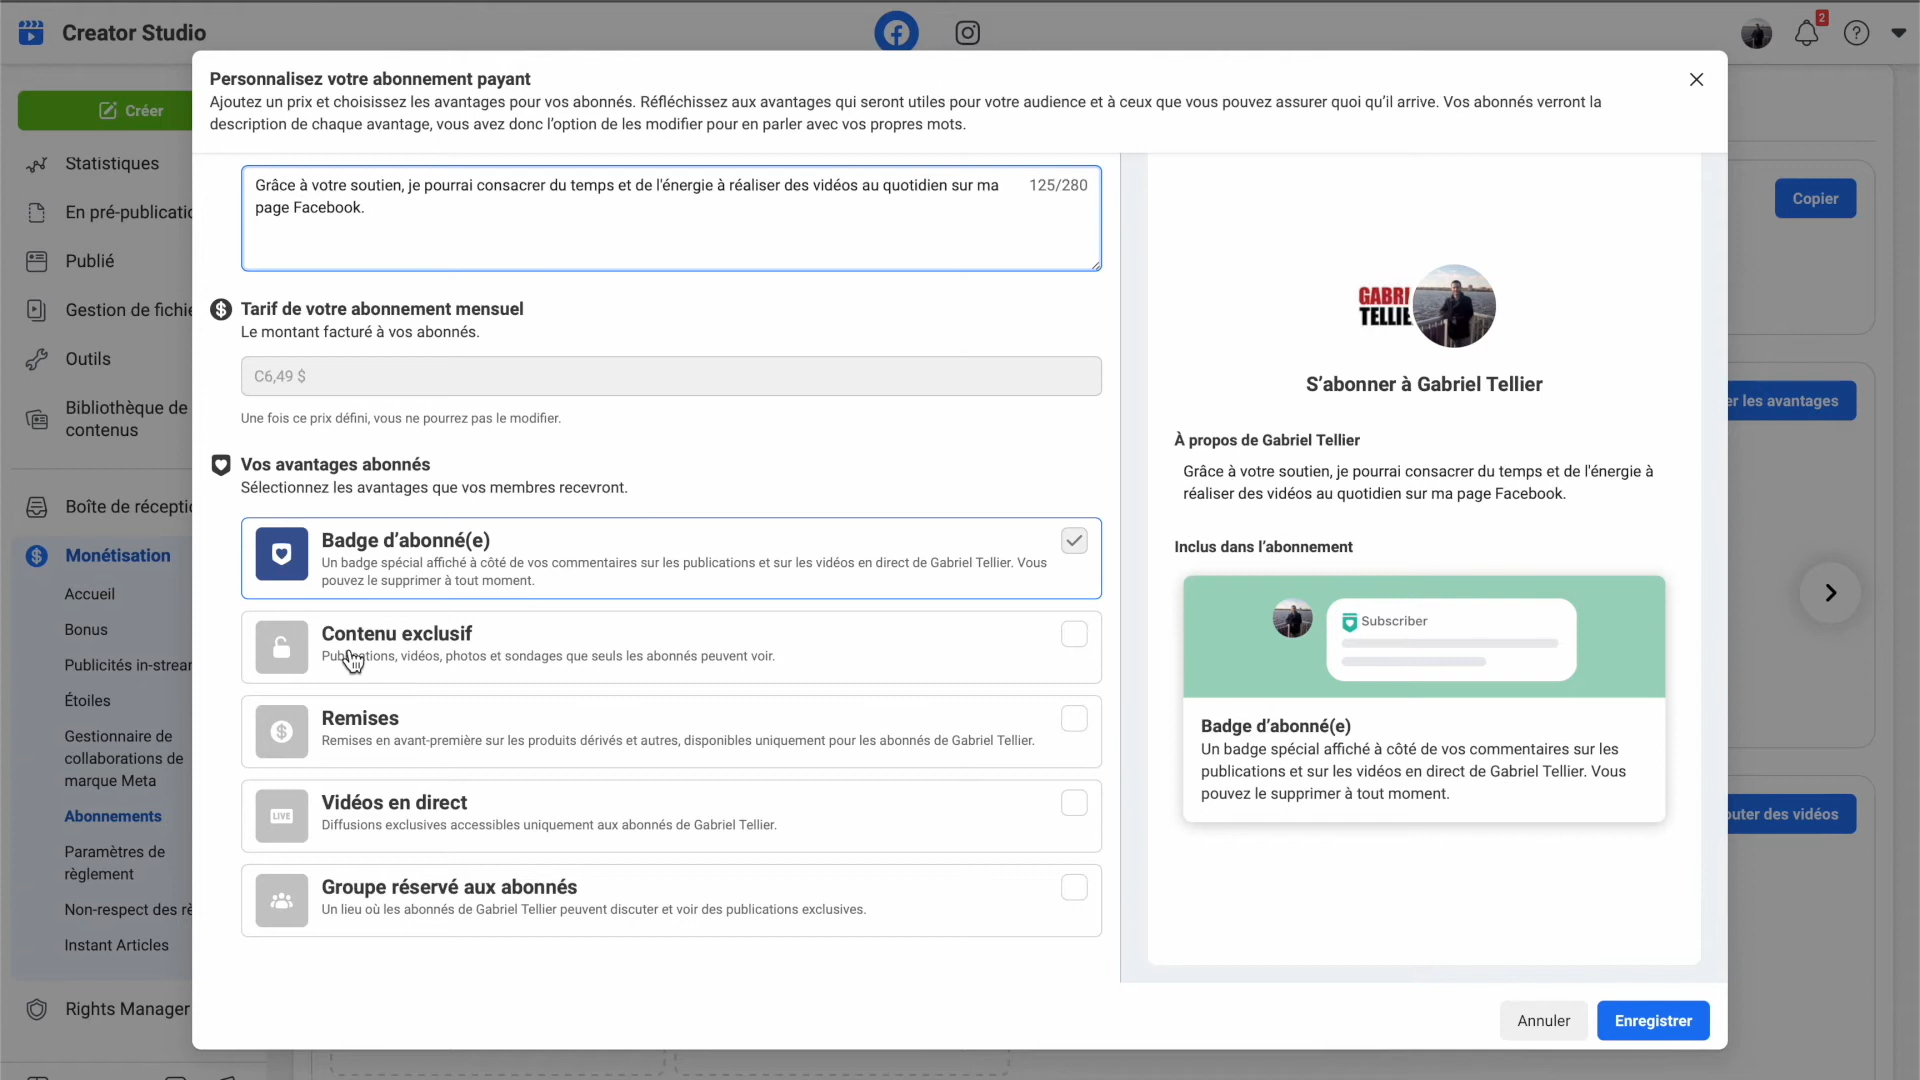 Creator Studio
2
Personnalisez votre abonnement payant
Ajoutez un prix et choisissez les avantages pour vos abonnés. Réfléchissez aux avantages qui seront utiles pour votre audience et à ceux que vous pouvez assurer quoi qu'il arrive. Vos abonnés verront la
description de chaque avantage, vous avez donc l'option de les modifier pour en parler avec vos propres mots.
Créer
Statistiques
En pré-publicatio
Publié
Gestion de fichie
Outils
Bibliothèque de
contenus
Boîte de réceptio
Monétisation
Accueil
Bonus
Publicités in-strear
Étoiles
Gestionnaire de
collaborations de
marque Meta
Abonnements
Paramètres de
règlement
Non-respect des rè
Instant Articles
Rights Manager
Grâce à votre soutien, je pourrai consacrer du temps et de l'énergie à réaliser des vidéos au quotidien sur ma
page Facebook.
125/280
Tarif de votre abonnement mensuel
Le montant facturé à vos abonnés.
C6,49 $
Une fois ce prix défini, vous ne pourrez pas le modifier.
Vos avantages abonnés
Sélectionnez les avantages que vos membres recevront.
Badge d'abonné(e)
Un badge spécial affiché à côté de vos commentaires sur les publications et sur les vidéos en direct de Gabriel Tellier. Vous
pouvez le supprimer à tout moment.
Contenu exclusif
Publications, vidéos, photos et sondages que seuls les abonnés peuvent voir.
Remises
Remises en avant-première sur les produits dérivés et autres, disponibles uniquement pour les abonnés de Gabriel Tellier.
LIVE
Vidéos en direct
Diffusions exclusives accessibles uniquement aux abonnés de Gabriel Tellier.
Groupe réservé aux abonnés
Un lieu où les abonnés de Gabriel Tellier peuvent discuter et voir des publications exclusives.
GABRI
TELLIE
S'abonner à Gabriel Tellier
À propos de Gabriel Tellier
Grâce à votre soutien, je pourrai consacrer du temps et de l'énergie à
réaliser des vidéos au quotidien sur ma page Facebook.
Inclus dans l'abonnement
Subscriber
Badge d'abonné(e)
Un badge spécial affiché à côté de vos commentaires sur les
publications et sur les vidéos en direct de Gabriel Tellier. Vous
pouvez le supprimer à tout moment.
Copier
er les avantages
outer des vidéos
Annuler
Enregistrer